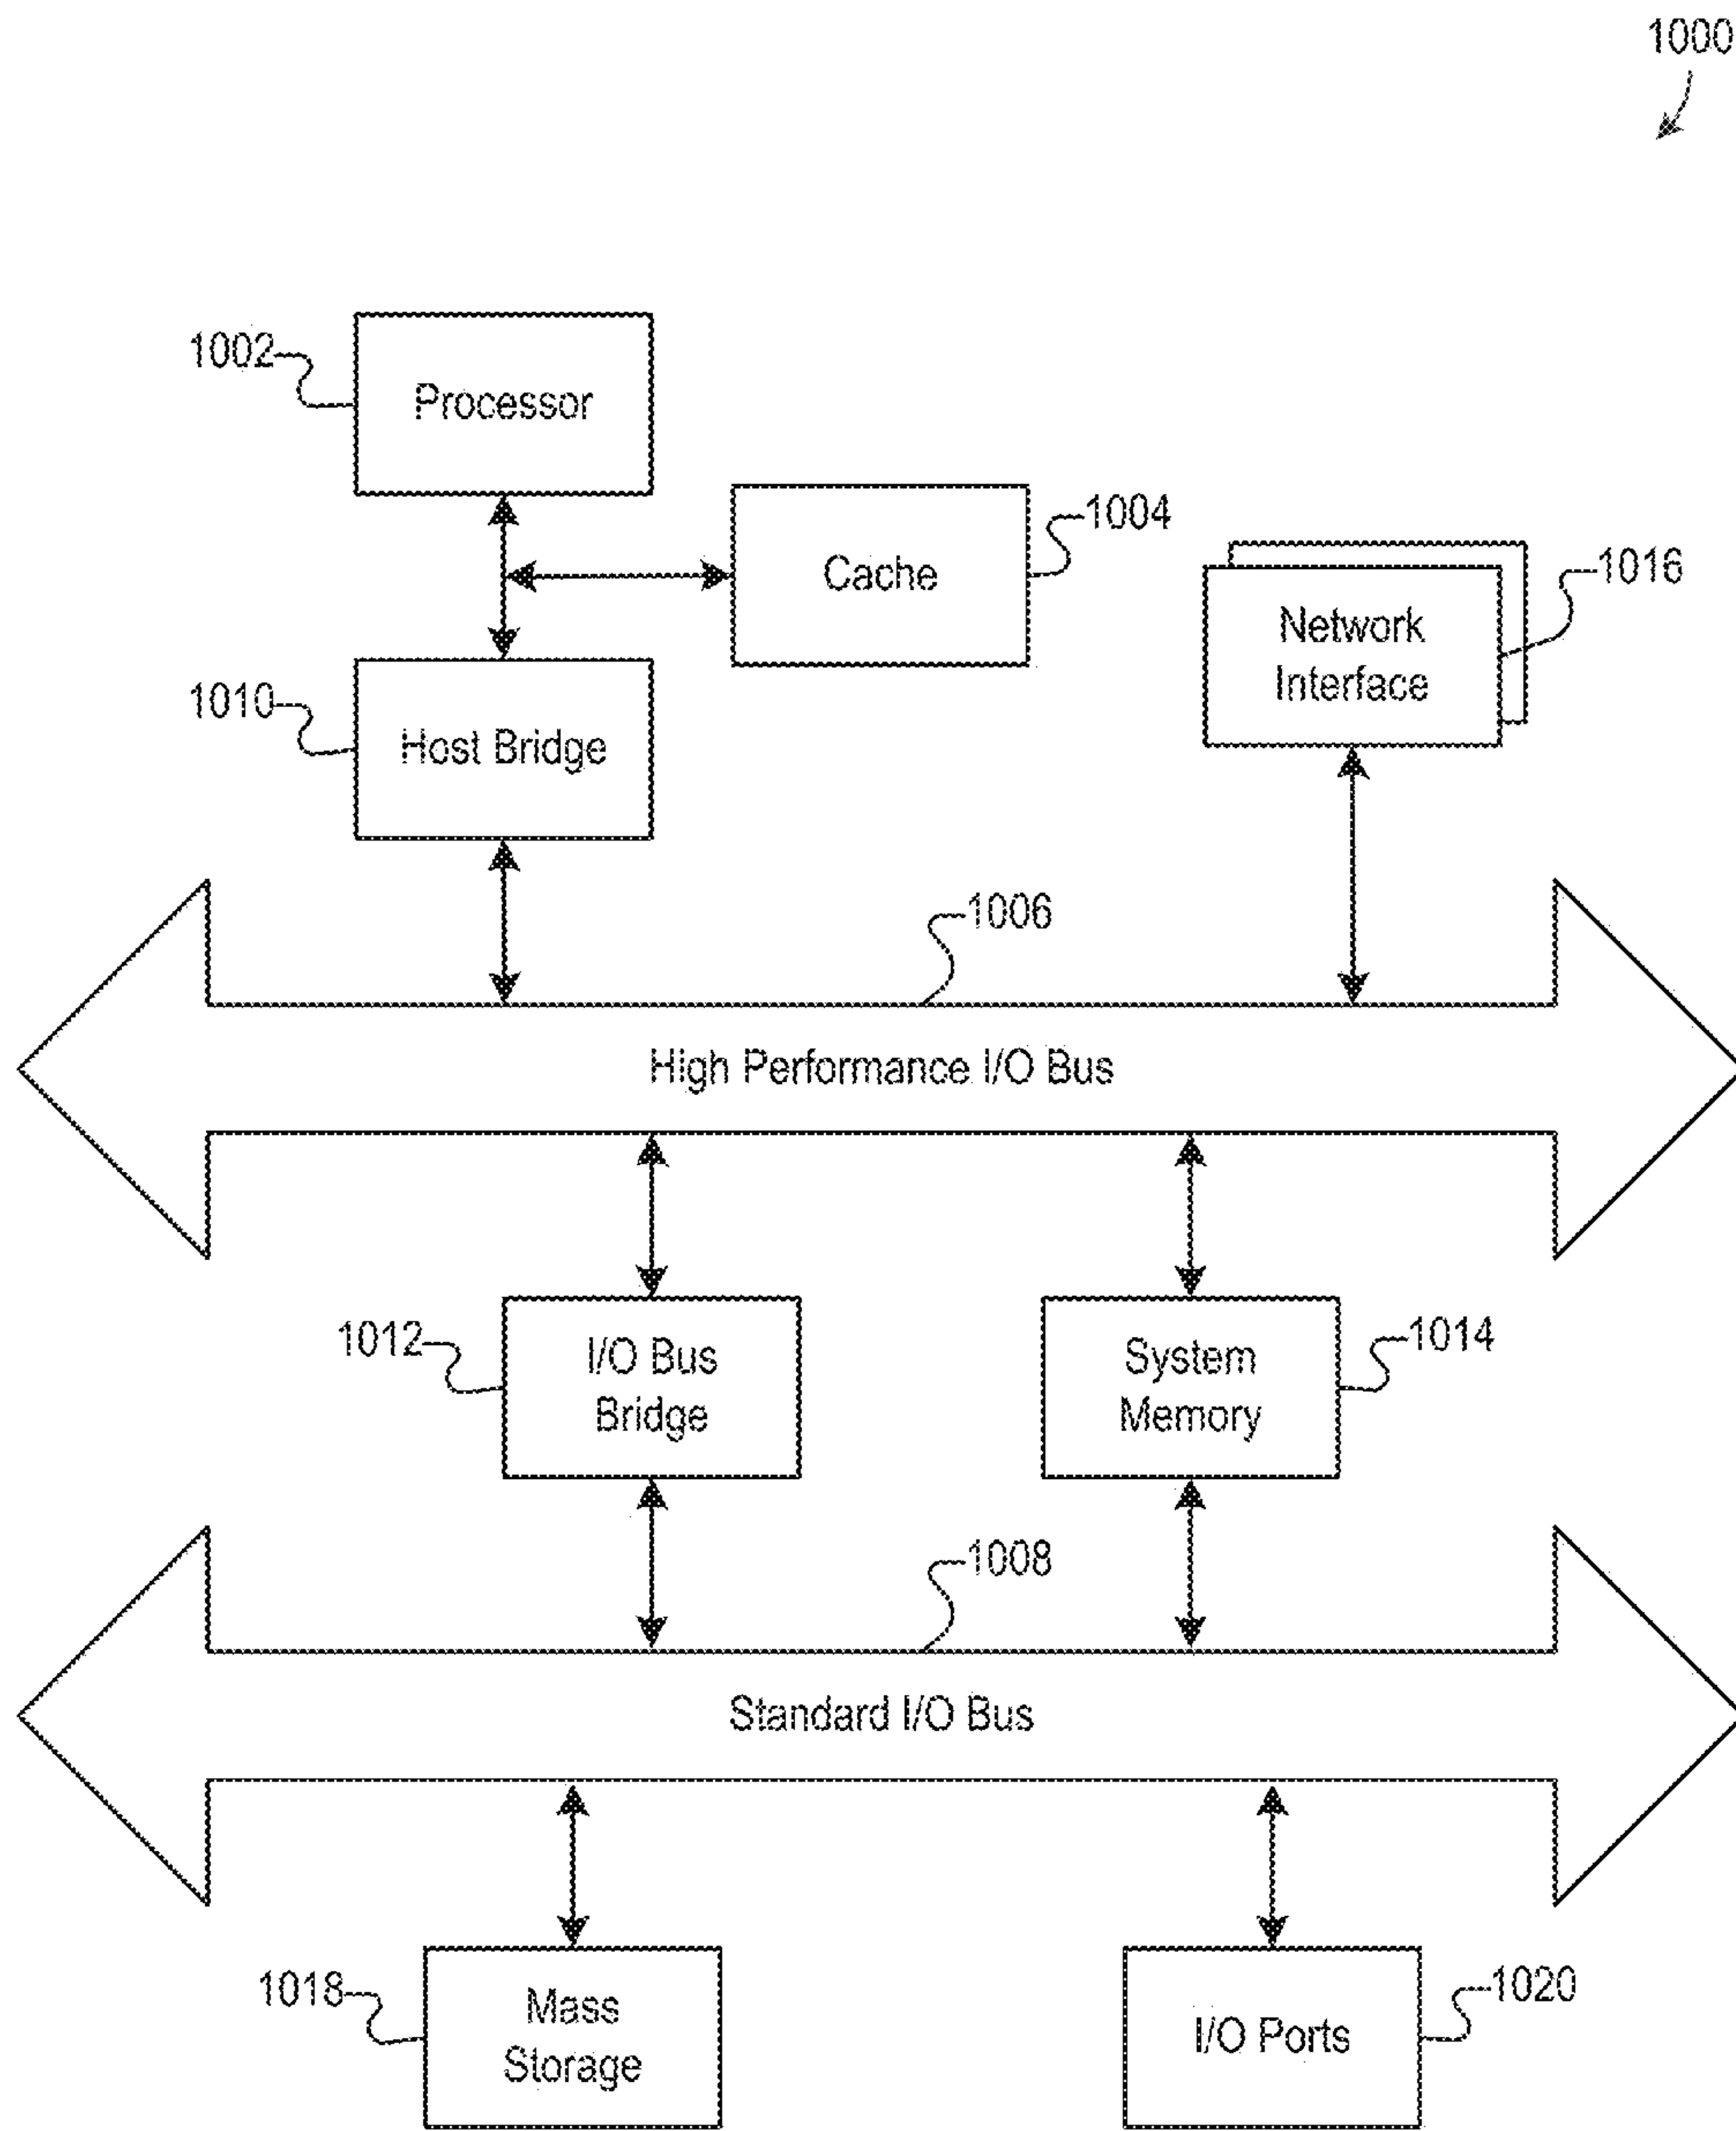 1000
1002
Processor
1004
Cache
1016
Network
Interface
1010
Host Bridge
1006
High Performance I/O Bus
1012
I/O Bus
Bridge
1014
System
Memory
1008
Standard I/O Bus
1018
Mass
Storage
1020
I/O Ports